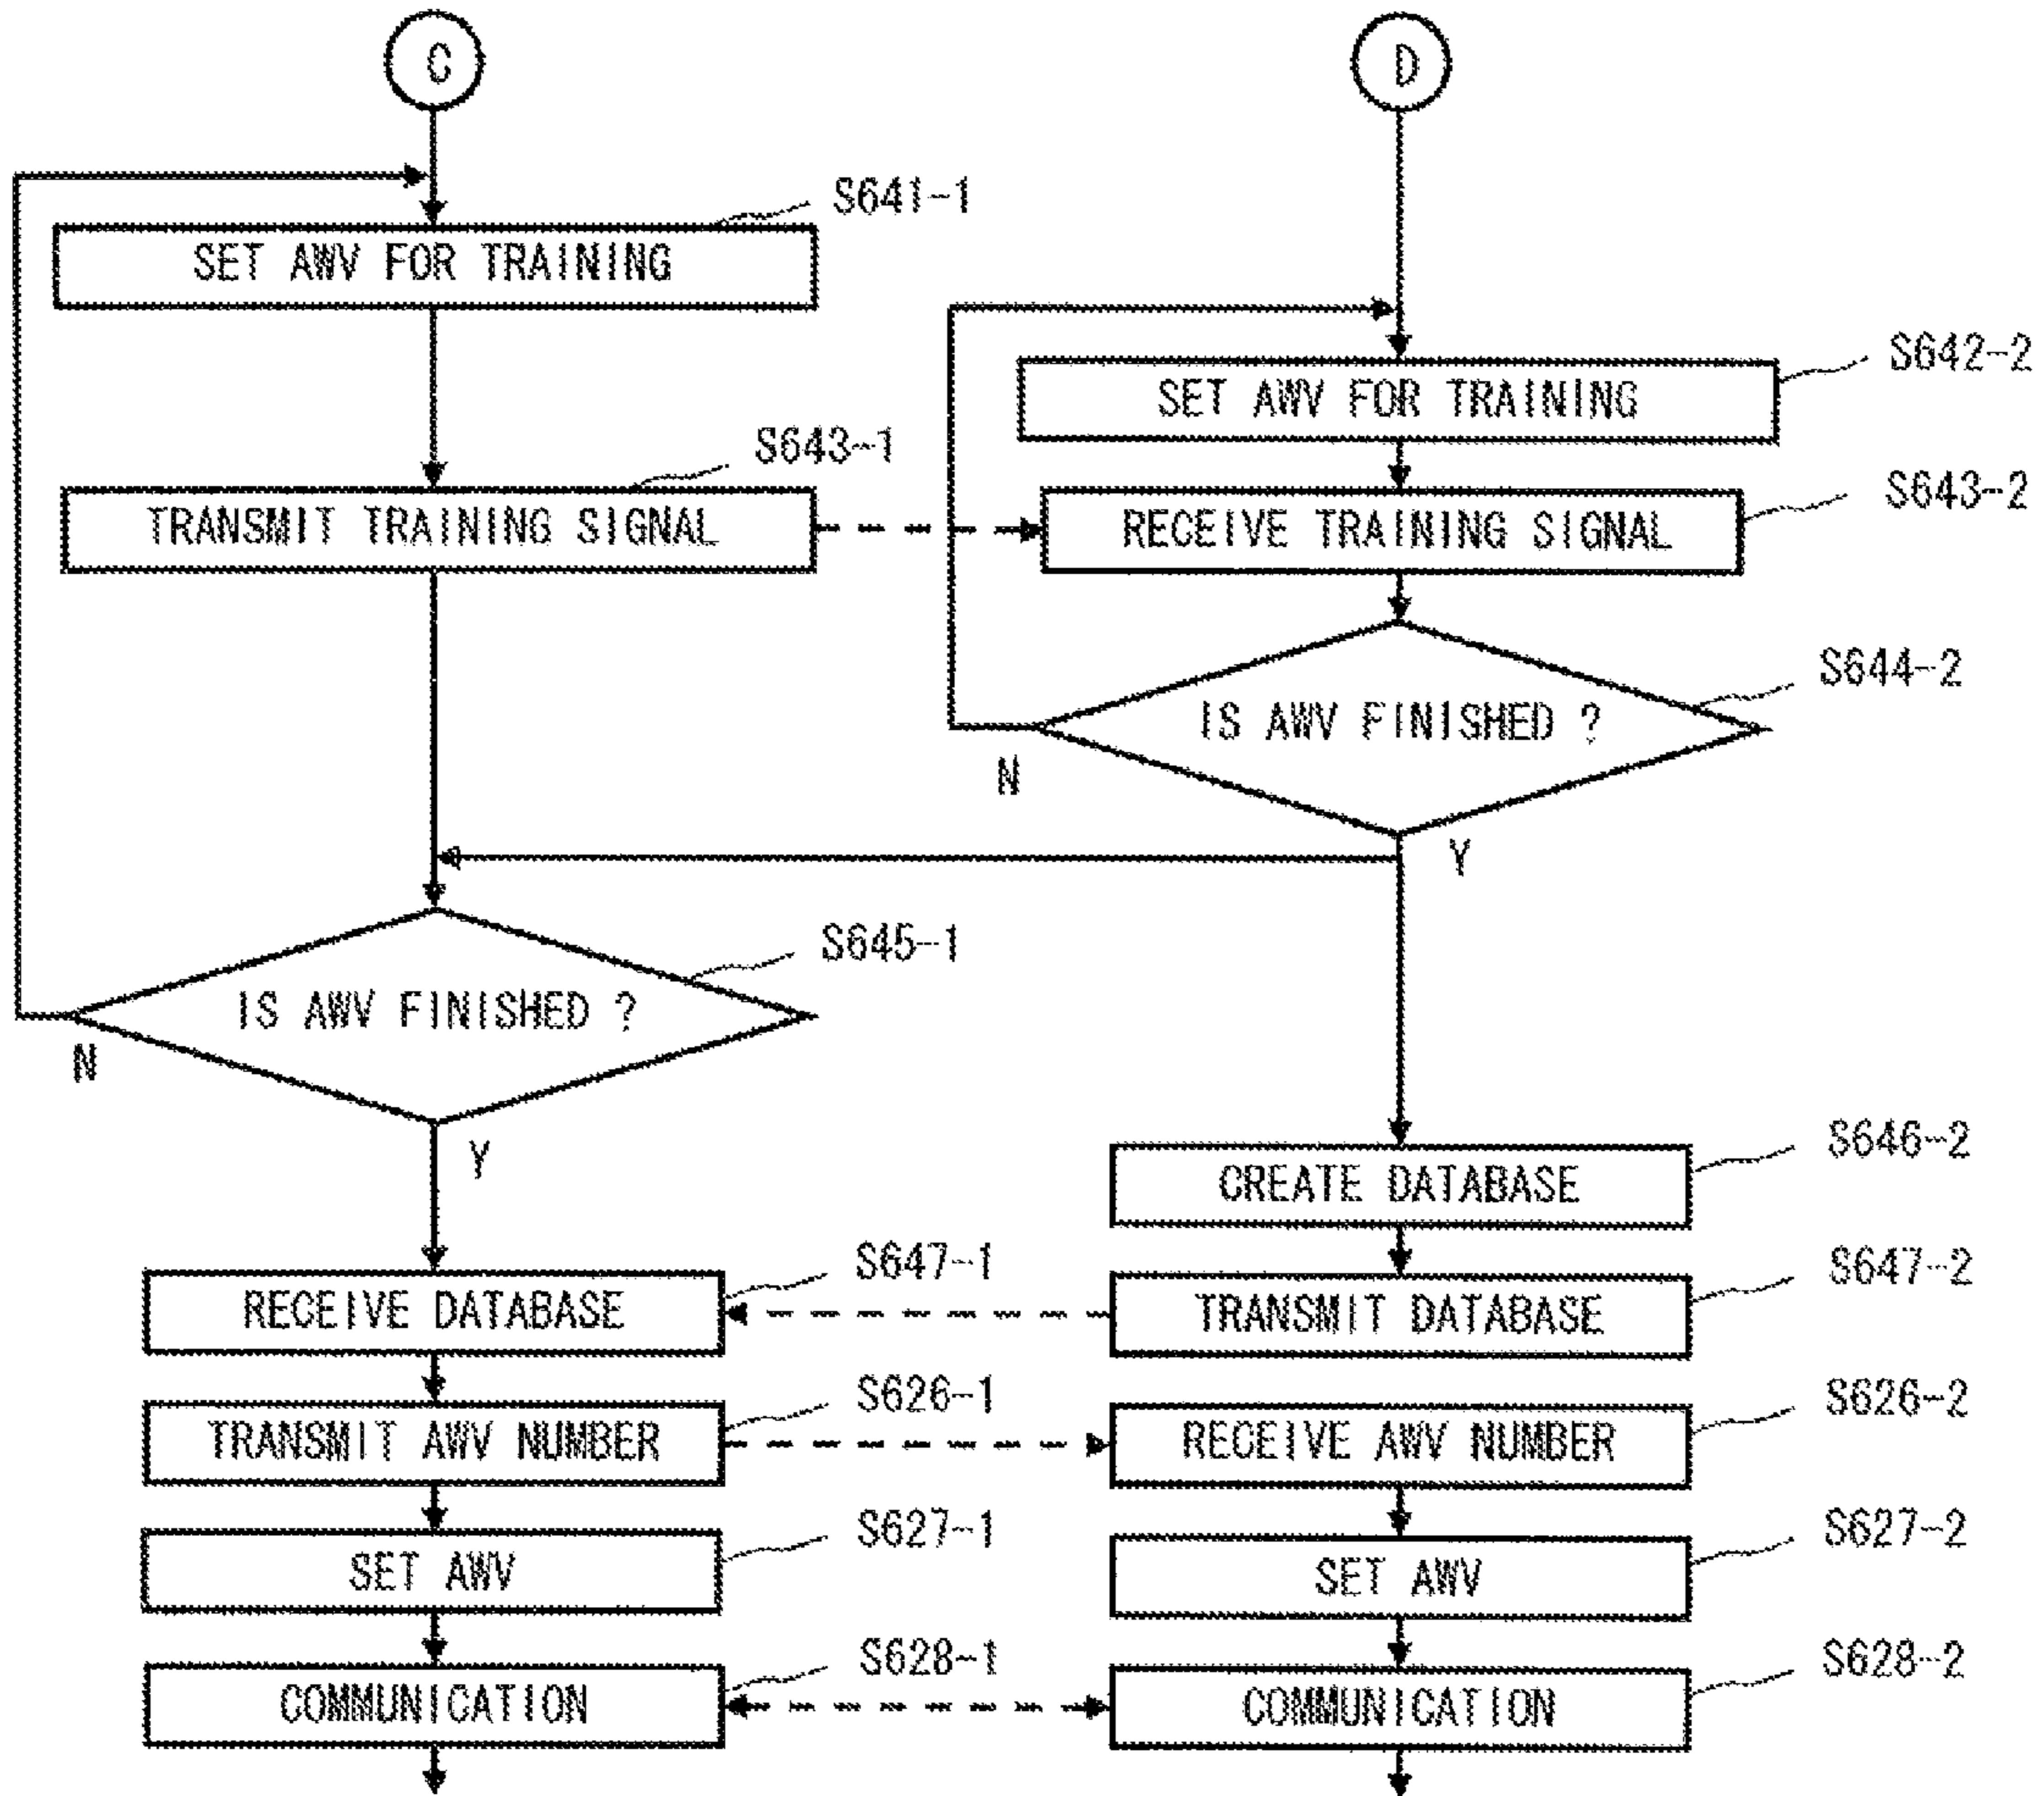 C
D
S641-1
SET AWV FOR TRAINING
S642-2
SET AWV FOR TRAINING
S643-1
TRANSMIT TRAINING SIGNAL
S643-2
RECEIVE TRAINING SIGNAL
S644-2
IS AWV FINISHED ?
N
Y
S645-1
IS AWV FINISHED ?
N
Y
S646-2
CREATE DATABASE
S647-1
RECEIVE DATABASE
S647-2
TRANSMIT DATABASE
S626-1
TRANSMIT AWV NUMBER
S626-2
RECEIVE AWV NUMBER
S627-1
SET AWV
S627-2
SET AWV
S628-1
COMMUNICATION
S628-2
COMMUNICATION